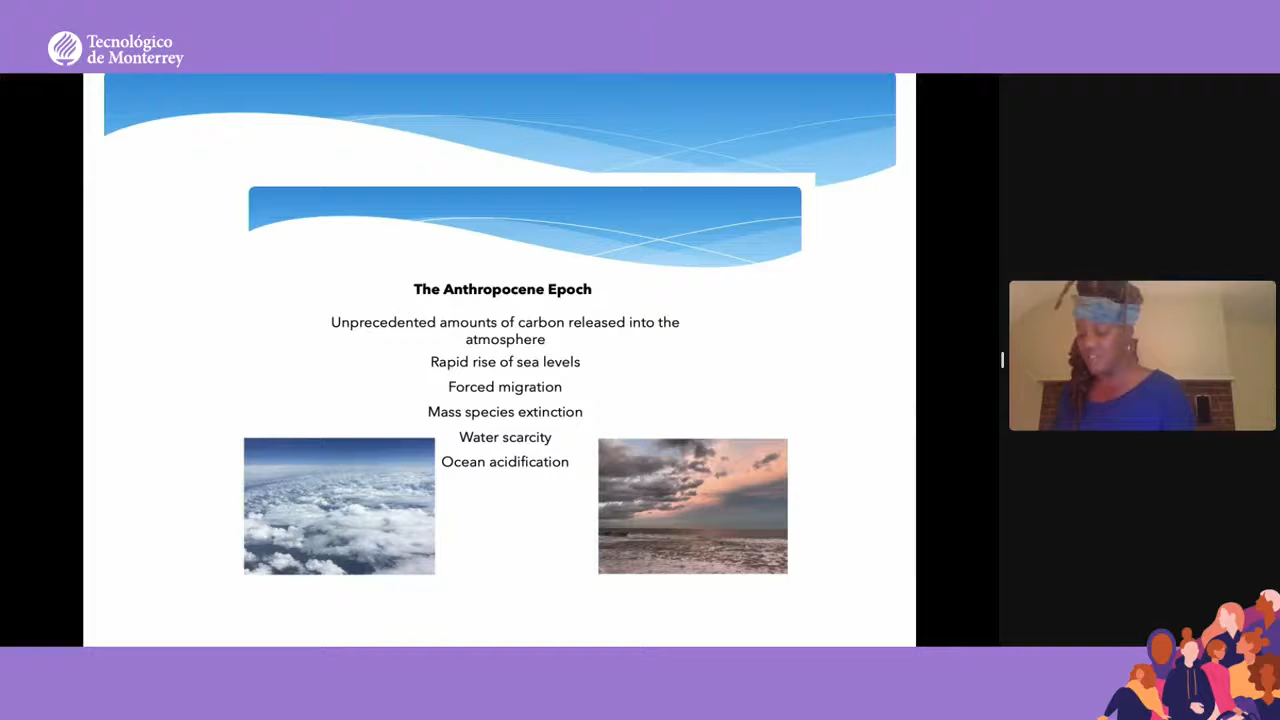 Tecnológico
de Monterrey
The Anthropocene Epoch
Unprecedented amounts of carbon released into the
atmosphere
Rapid rise of sea levels
Forced migration
Mass species extinction
Water scarcity
Ocean acidification